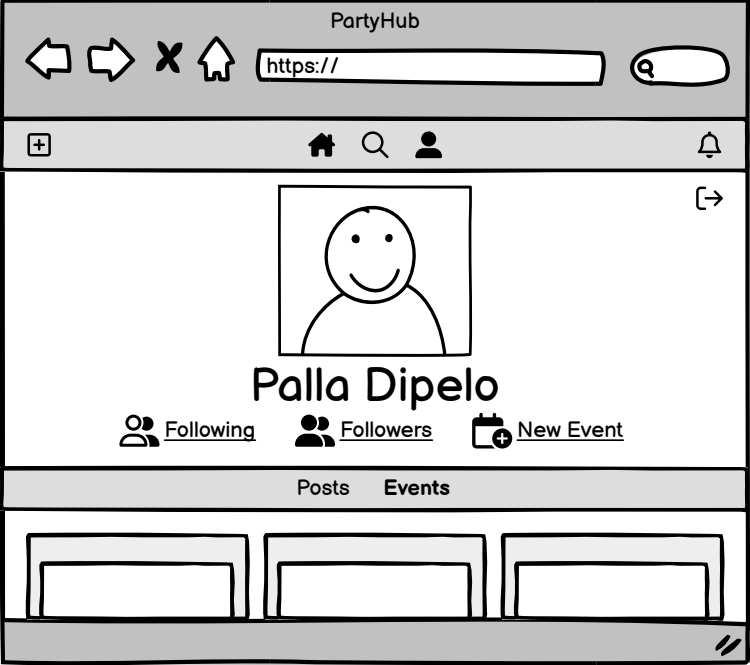 PartyHub
https://
Palla Dipelo
Following Followers New Event
Posts Events